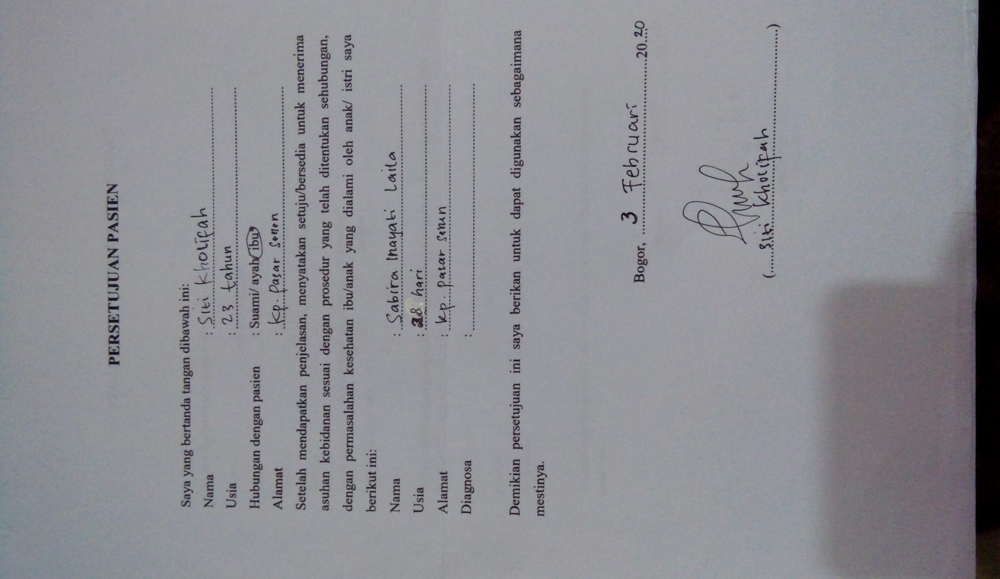 PERSETUJUAN PASIEN
Saya yang bertanda tangan dibawah ini:
Nama : Siti Kholifah
Usia : 23 tahun
Hubungan dengan pasien : Suami/ ayah/ ibu
Alamat : Kp. Pasar Senen
Setelah mendapatkan penjelasan, menyatakan setuju/bersedia untuk menerima
asuhan kebidanan sesuai dengan prosedur yang telah ditentukan sehubungan,
dengan permasalahan kesehatan ibu/anak yang dialami oleh anak/ istri saya
berikut ini:
Nama : Sabira Inayati Laila
Usia : hari
Alamat : kp. pasar senen
Diagnosa :
Demikian persetujuan ini saya berikan untuk dapat digunakan sebagaimana
mestinya.
Bogor, 3 Februari 20 20
(Siti Kholifah)